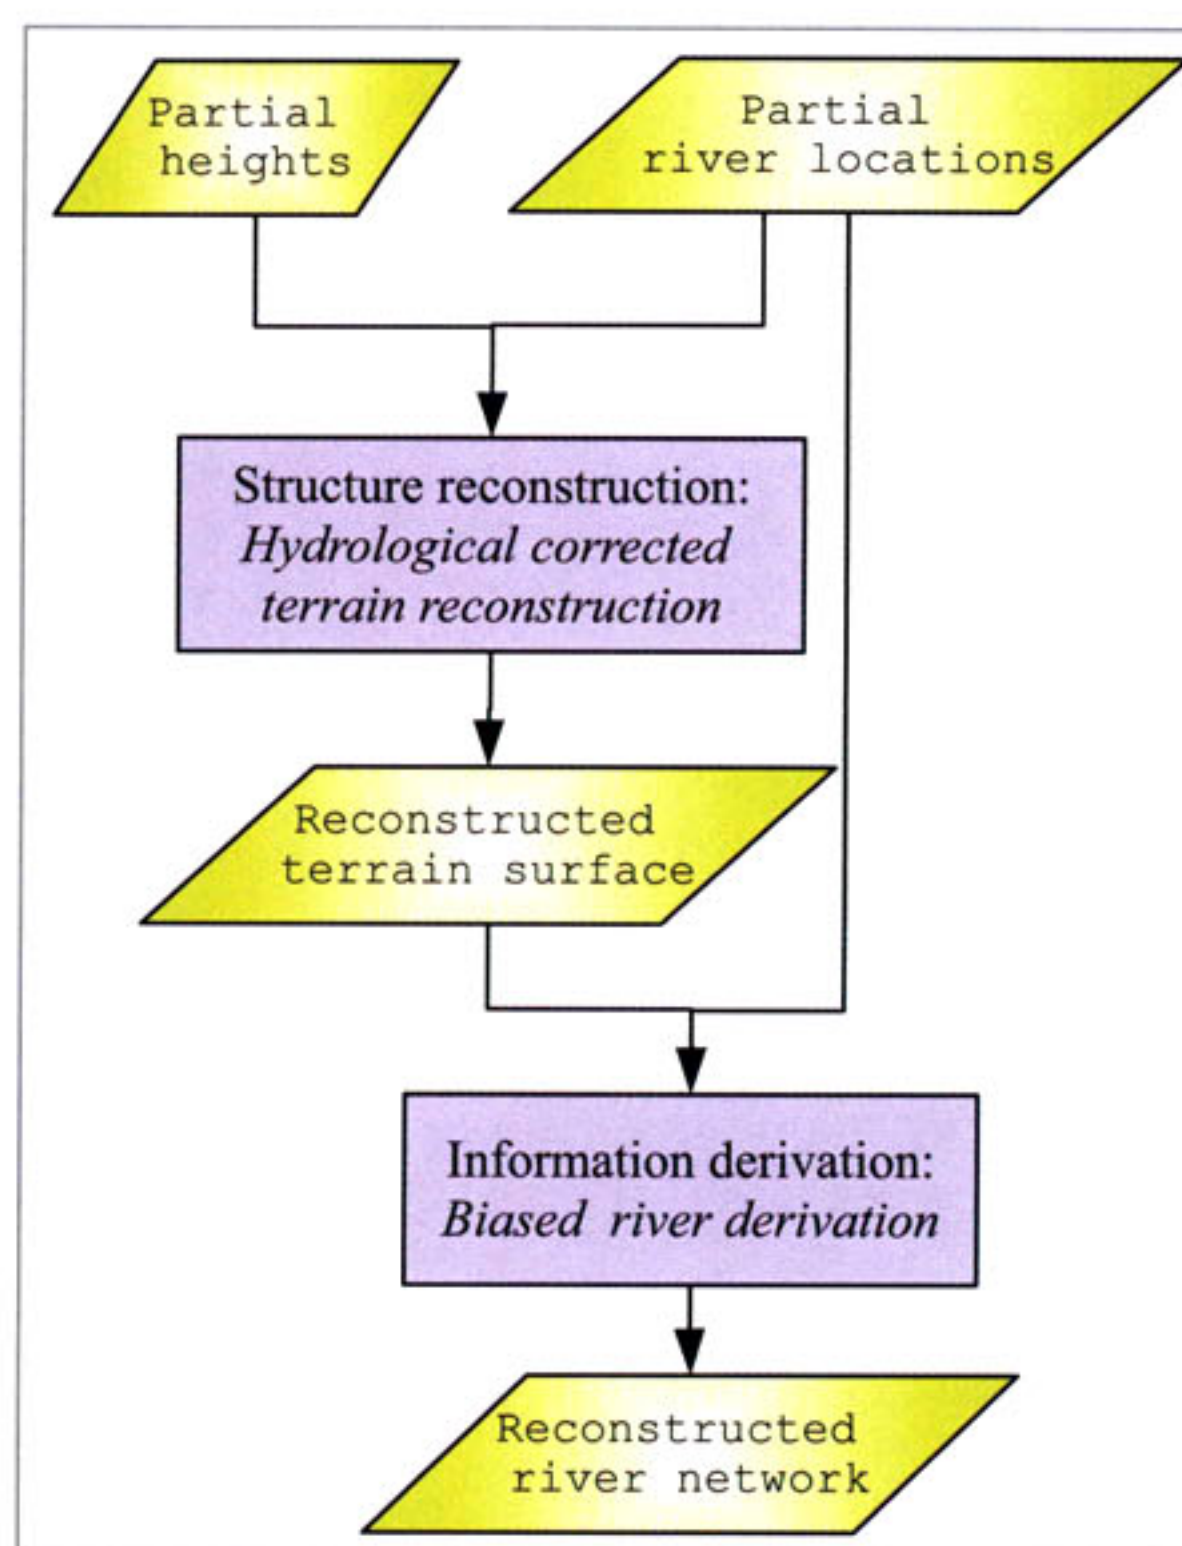 Partial
heights
Partial
river locations
Structure reconstruction:
Hydrological corrected
terrain reconstruction
Reconstructed
terrain surface
Information derivation:
Biased river derivation
Reconstructed
river network